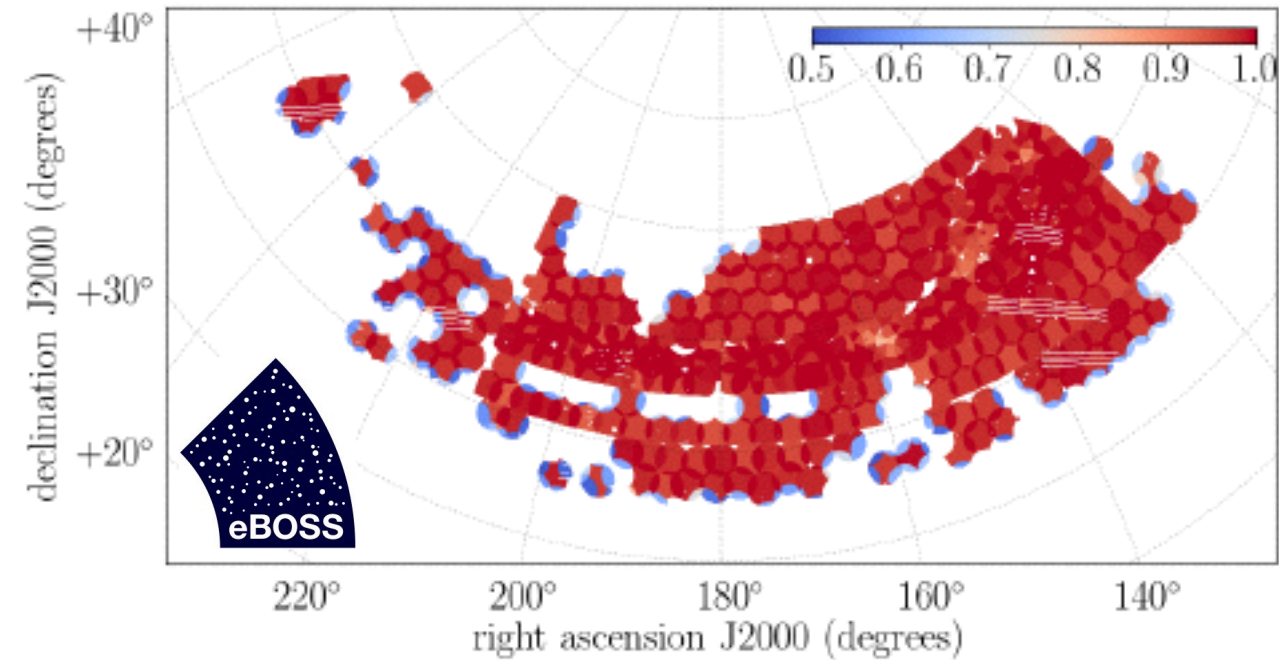 +40°
0.5 0.6 0.7 0.8 0.9 1.0
declination J2000 (degrees)
+30°
+20°
eBOSS
220° 200° 180° 160° 140°
right ascension J2000 (degrees)